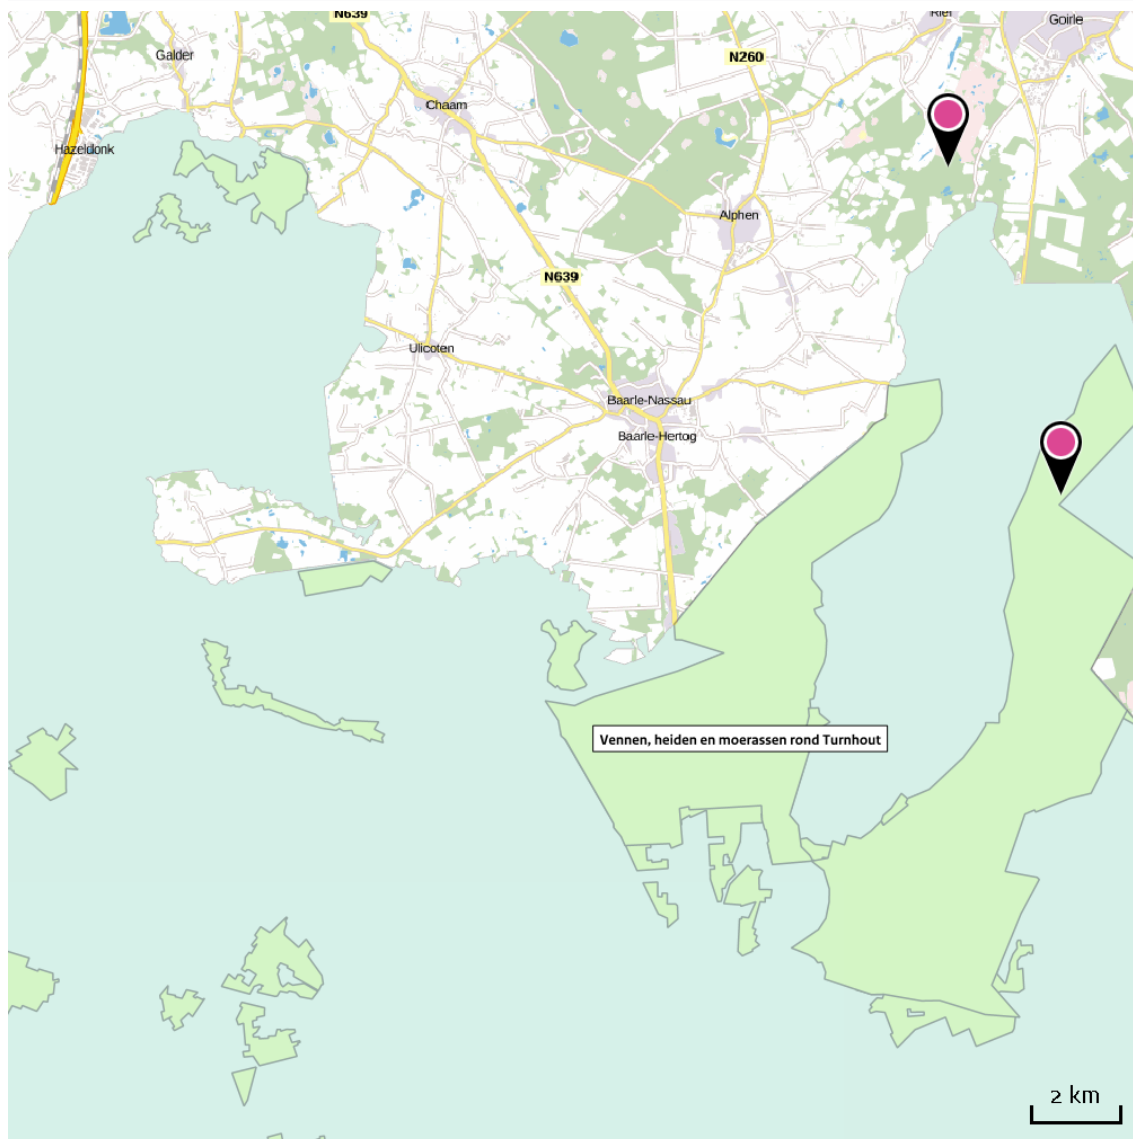 N639
Riel
Goirle
Galder
N260
Chaam
Hazeldonk
Alphen
N639
Ulicoten
Baarle-Nassau
Baarle-Hertog
Vennen, heiden en moerassen rond Turnhout
2 km